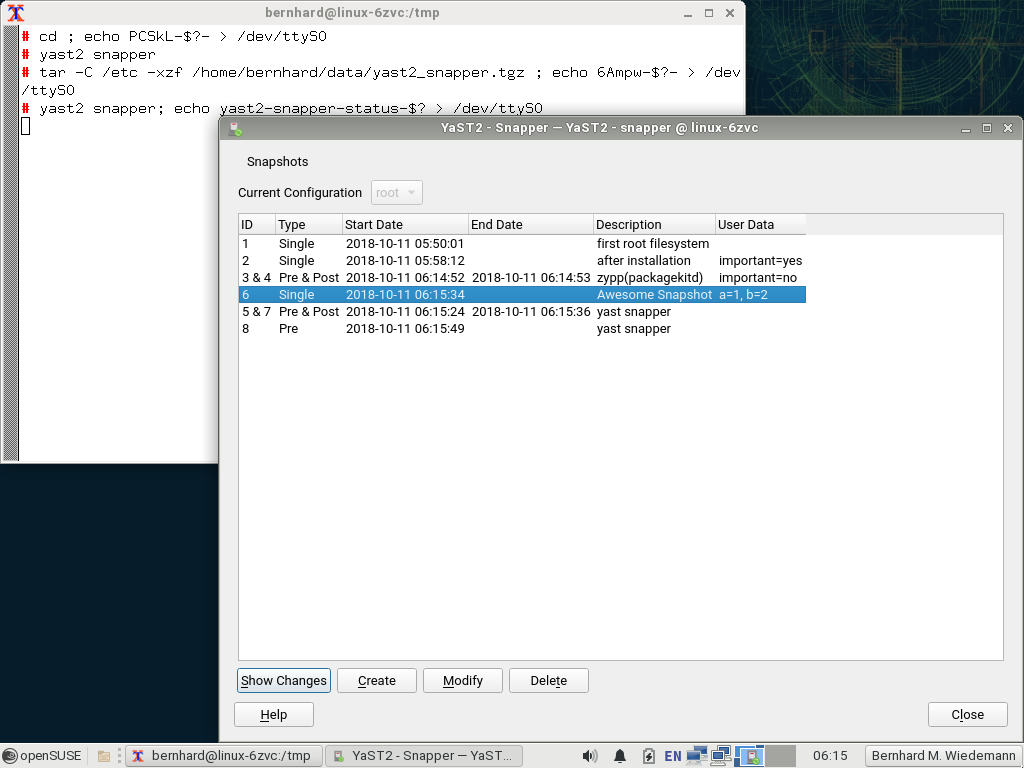 bernhard@linux-6zvc:/tmp
# cd ; echo PCSkL-$?- > /dev/ttyS0
# yast2 snapper
# tar -C /etc -xzf /home/bernhard/data/yast2_snapper.tgz ; echo 6Ampw-$?- > /dev
/ttyS0
# yast2 snapper; echo yast2-snapper-status-$? > /dev/ttyS0
YaST2 - Snapper — YaST2 - snapper @ linux-6zvc
Snapshots
Current Configuration root
ID Type Start Date End Date Description User Data
1 Single 2018-10-11 05:50:01 first root filesystem
2 Single 2018-10-11 05:58:12 after installation important=yes
3 & 4 Pre & Post 2018-10-11 06:14:52 2018-10-11 06:14:53 zypp(packagekitd) important=no
6 Single 2018-10-11 06:15:34 Awesome Snapshot a=1, b=2
5 & 7 Pre & Post 2018-10-11 06:15:24 2018-10-11 06:15:36 yast snapper
8 Pre 2018-10-11 06:15:49 yast snapper
Show Changes Create Modify Delete
Help Close
openSUSE bernhard@linux-6zvc:/tmp YaST2 - Snapper — YaST... EN 06:15 Bernhard M. Wiedemann